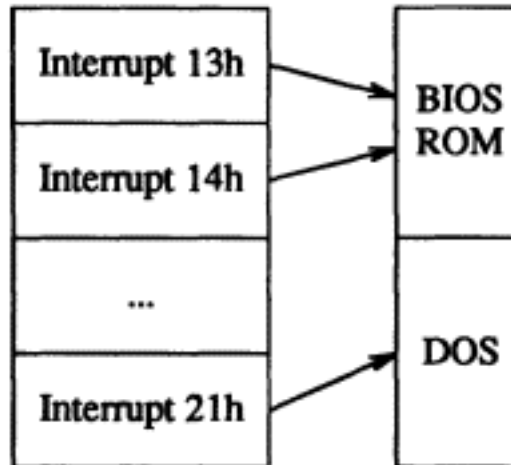 Interrupt 13h
Interrupt 14h
...
Interrupt 21h
BIOS
ROM
DOS